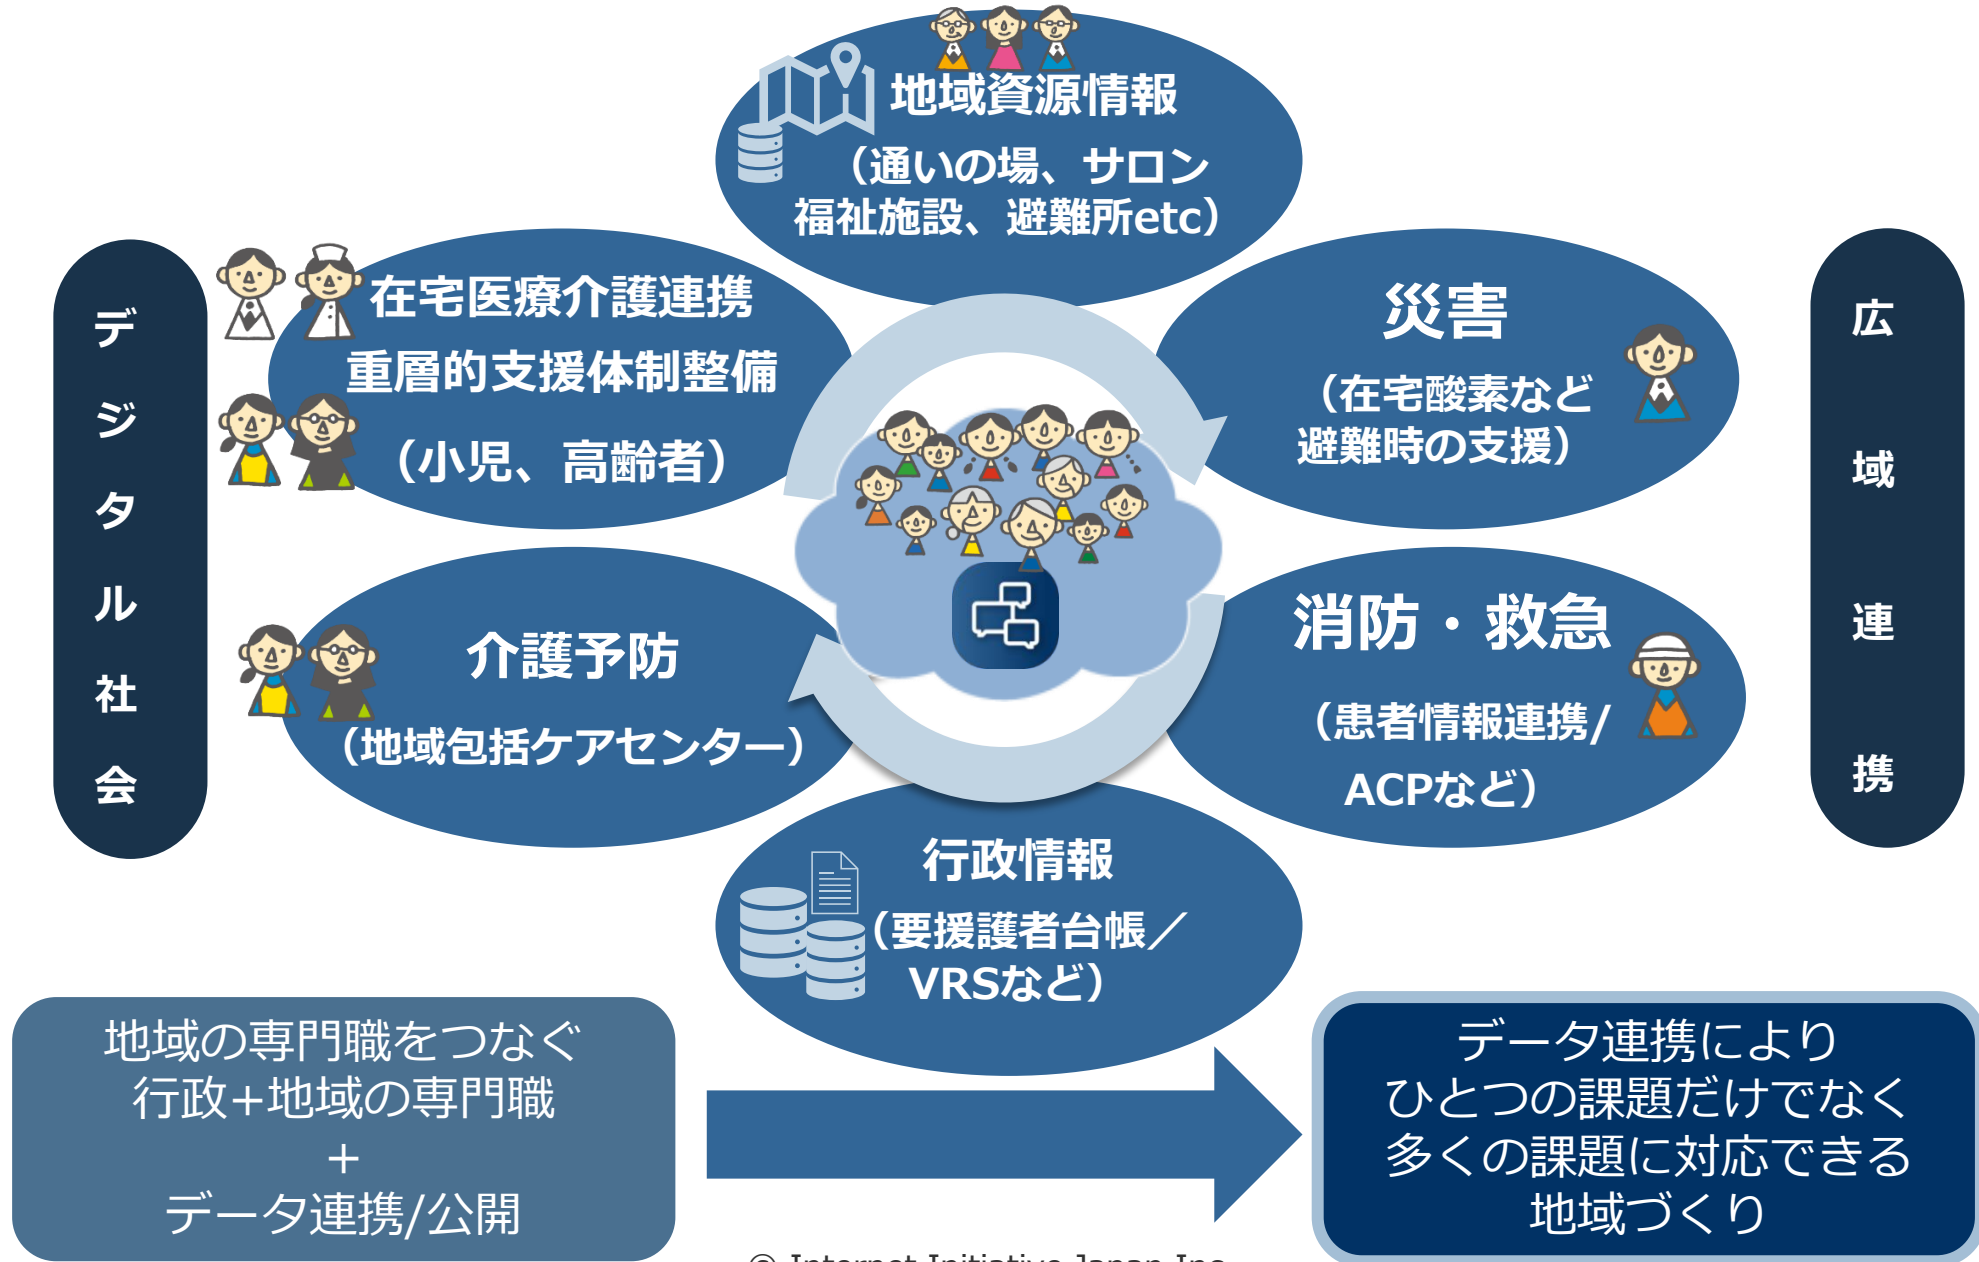 地域資源情報
（通いの場、サロン
福祉施設、避難所etc）
デジタル社会
在宅医療介護連携
重層的支援体制整備
（小児、高齢者）
災害
（在宅酸素など
避難時の支援）
広域連携
介護予防
（地域包括ケアセンター）
消防・救急
（患者情報連携/
ACPなど）
行政情報
（要援護者台帳／
VRSなど）
地域の専門職をつなぐ
行政+地域の専門職
+
データ連携/公開
データ連携により
ひとつの課題だけでなく
多くの課題に対応できる
地域づくり
© Internet Initiative Japan Inc.